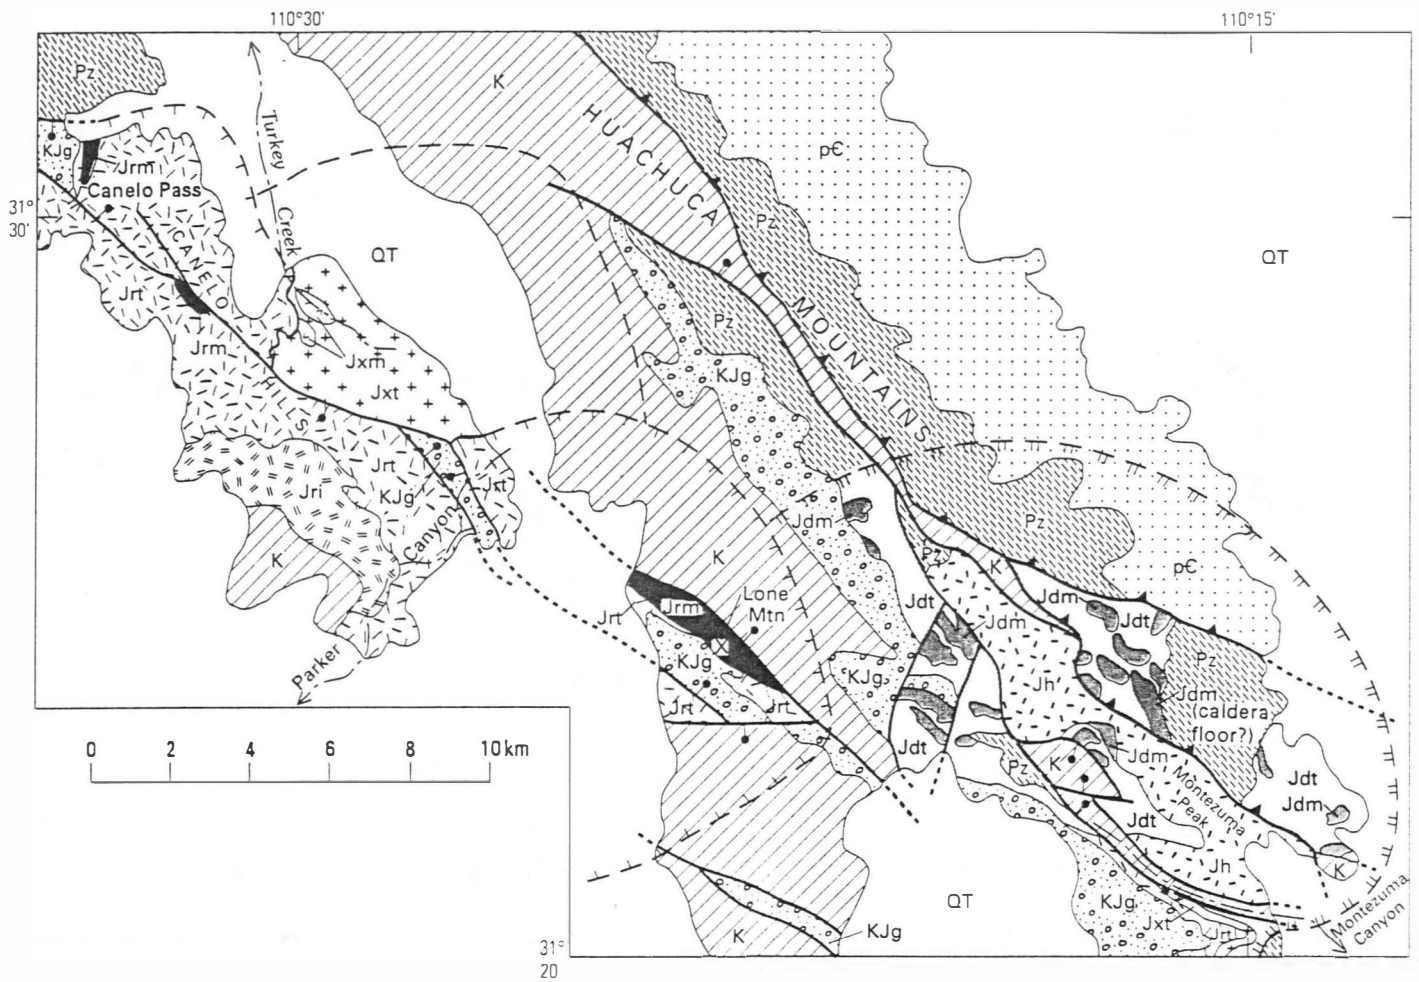 110°30'
110°15'
Pz
K
HUACHUCA
p€
KJg
Jrm
Canelo Pass
Turkey
Creek
31°
30'
CANELO
HILLS
QT
Pz
QT
Jrt
MOUNTAINS
Pz
Jrm
Jxm
Jxt
KJg
Jrt
KJg
Jxt
Jri
Canyon
K
Jdm
Pz
Pz
K
p€
K
Jrt
Jrm
Lone
Mtn
Jdt
Jdm
Jdm
Jdt
Parker
KJg
KJg
Jh
Pz
Jdm
(caldera
floor?)
Jrt
Jrt
Jdt
Jdm
0 2 4 6 8 10 km
Pz
K
Montezuma
Peak
Jdt
Jdm
Jdt
Jh
K
QT
KJg
Jxt
Jrt
Montezuma
Canyon
K
KJg
31°
20